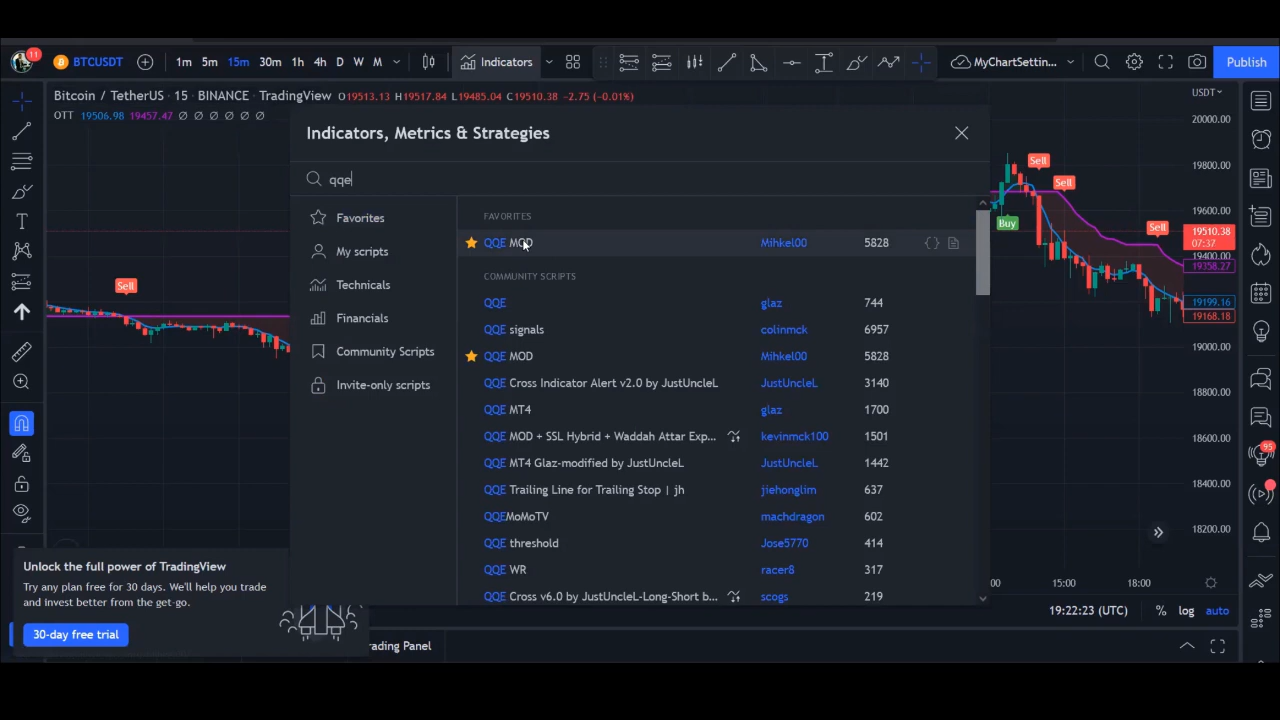 11
BTCUSDT
1m 5m 15m 30m 1h 4h D W M
Indicators
MyChartSettin...
Publish
Bitcoin / TetherUS · 15 · BINANCE · TradingView O19513.13 H19517.84 L19485.04 C19510.38 -2.75 (-0.01%)
USDT
OTT 19506.98 19457.47 ∅ ∅ ∅ ∅ ∅ ∅
20000.00
Indicators, Metrics & Strategies
19800.00
Sell
qqe
Sell
19600.00
FAVORITES
Favorites
Buy
Sell
19510.38
07:37
QQE MOD Mihkel00 5828
My scripts
19400.00
19358.27
COMMUNITY SCRIPTS
Technicals
Sell
QQE glaz 744
19199.16
Financials
19168.18
QQE signals colinmck 6957
19000.00
Community Scripts
QQE MOD Mihkel00 5828
Invite-only scripts
QQE Cross Indicator Alert v2.0 by JustUncleL JustUncleL 3140
18800.00
QQE MT4 glaz 1700
QQE MOD + SSL Hybrid + Waddah Attar Exp... kevinmck100 1501
18600.00
95
QQE MT4 Glaz-modified by JustUncleL JustUncleL 1442
18400.00
QQE Trailing Line for Trailing Stop | jh jiehonglim 637
QQEMoMoTV machdragon 602
18200.00
QQE threshold Jose5770 414
QQE WR racer8 317
00 15:00 18:00
QQE Cross v6.0 by JustUncleL-Long-Short b... scogs 219
19:22:23 (UTC) % log auto
Unlock the full power of TradingView
Try any plan free for 30 days. We'll help you trade
and invest better from the get-go.
30-day free trial
rading Panel